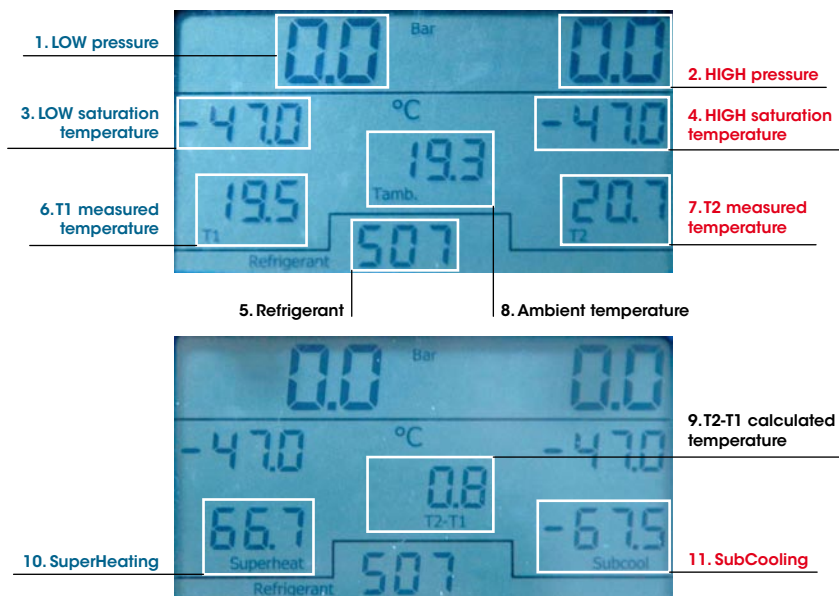 1. LOW pressure
0.0 Bar 0.0
2. HIGH pressure
3. LOW saturation
temperature
-47.0 °C -47.0
4. HIGH saturation
temperature
19.3
Tamb.
6. T1 measured
temperature
19.5
T1
20.7
T2
7. T2 measured
temperature
Refrigerant 507
5. Refrigerant
8. Ambient temperature
0.0 Bar 0.0
9. T2-T1 calculated
temperature
-47.0 °C -47.0
0.8
T2-T1
10. SuperHeating
66.7
Superheat
-67.5
Subcool
11. SubCooling
Refrigerant 507